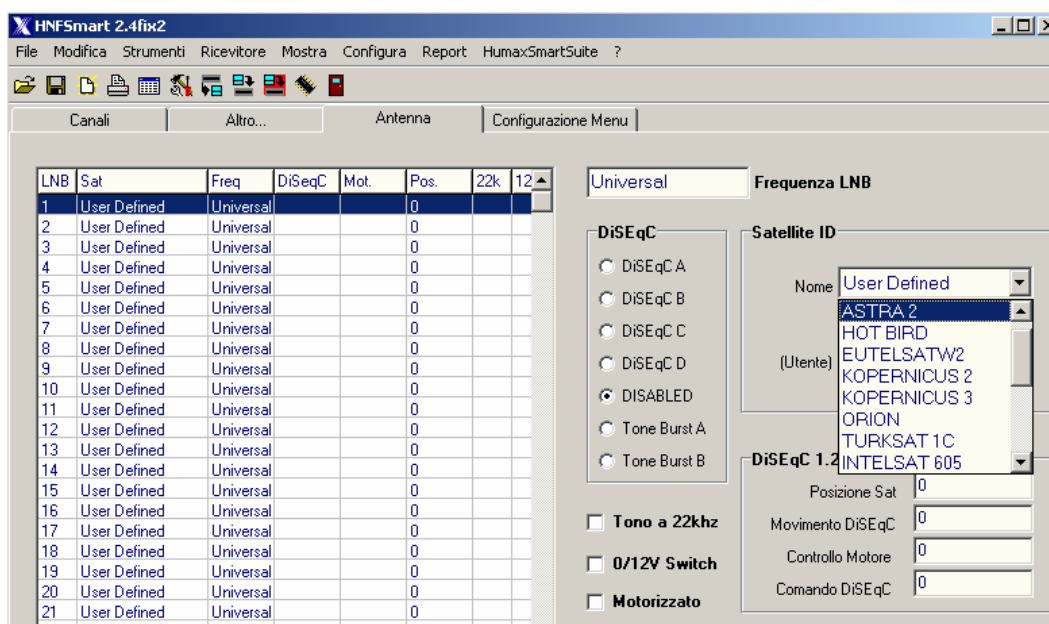 HNFSmart 2.4fix2
File Modifica Strumenti Ricevitore Mostra Configura Report HumaxSmartSuite ?
Canali Altro... Antenna Configurazione Menu
LNB Sat Freq DiSeqC Mot. Pos. 22k 12
1 User Defined Universal 0
2 User Defined Universal 0
3 User Defined Universal 0
4 User Defined Universal 0
5 User Defined Universal 0
6 User Defined Universal 0
7 User Defined Universal 0
8 User Defined Universal 0
9 User Defined Universal 0
10 User Defined Universal 0
11 User Defined Universal 0
12 User Defined Universal 0
13 User Defined Universal 0
14 User Defined Universal 0
15 User Defined Universal 0
16 User Defined Universal 0
17 User Defined Universal 0
18 User Defined Universal 0
19 User Defined Universal 0
20 User Defined Universal 0
21 User Defined Universal 0
Universal Frequenza LNB
DiSEqC
DiSEqC A
DiSEqC B
DiSEqC C
DiSEqC D
DISABLED
Tone Burst A
Tone Burst B
Tono a 22khz
0/12V Switch
Motorizzato
Satellite ID
Nome User Defined
(Utente)
ASTRA 2
HOT BIRD
EUTELSATW2
KOPERNICUS 2
KOPERNICUS 3
ORION
TURKSAT 1C
INTELSAT 605
DiSEqC 1.2
Posizione Sat 0
Movimento DiSEqC 0
Controllo Motore 0
Comando DiSEqC 0